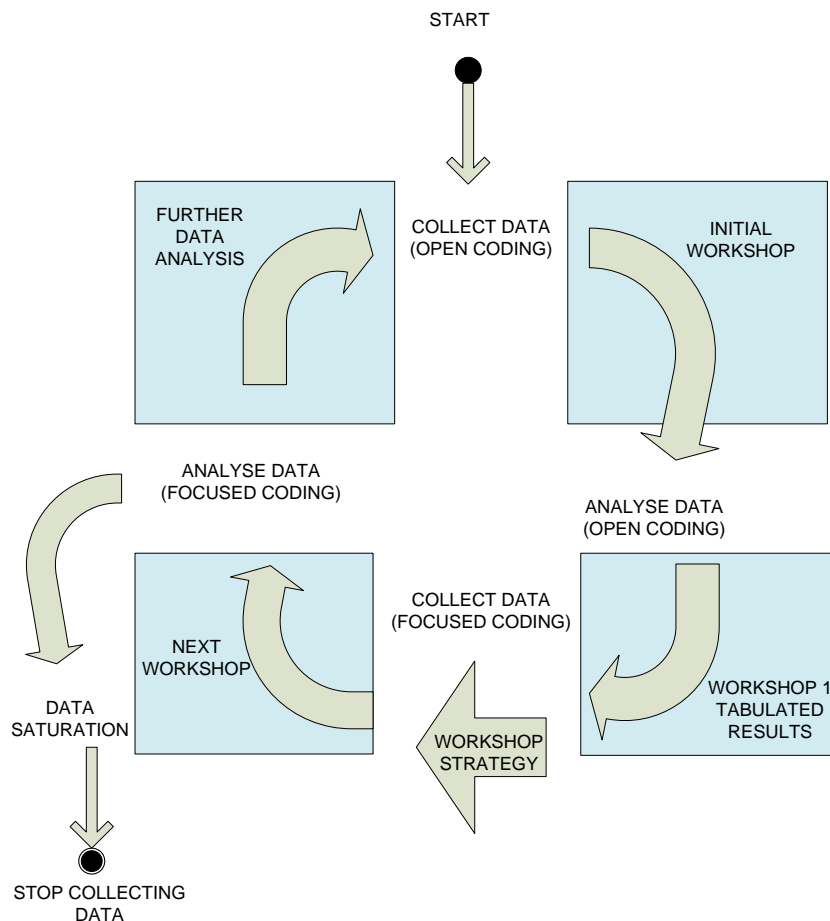 START
FURTHER
DATA
ANALYSIS
COLLECT DATA
(OPEN CODING)
INITIAL
WORKSHOP
ANALYSE DATA
(FOCUSED CODING)
ANALYSE DATA
(OPEN CODING)
COLLECT DATA
(FOCUSED CODING)
NEXT
WORKSHOP
WORKSHOP 1
TABULATED
RESULTS
WORKSHOP
STRATEGY
DATA
SATURATION
STOP COLLECTING
DATA